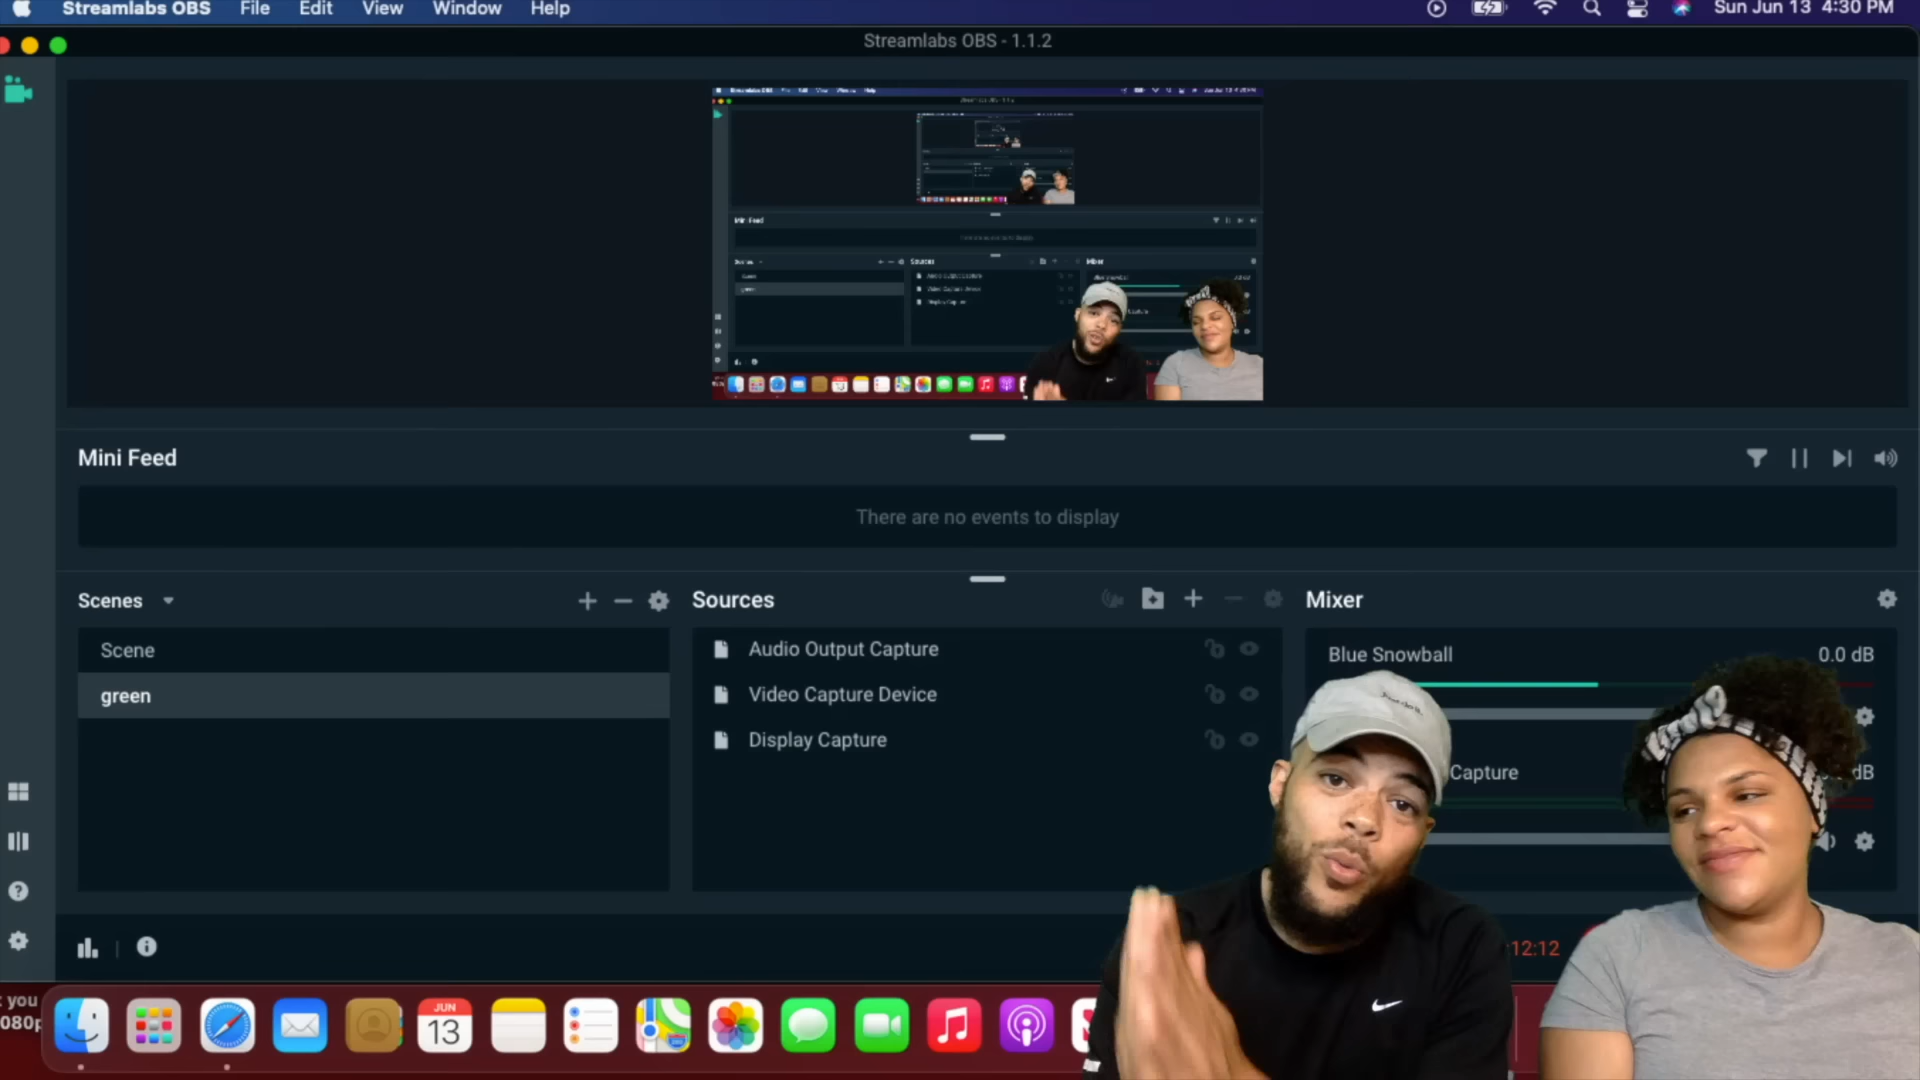 Streamlabs OBS File Edit View Window Help Sun Jun 13 4:30 PM
Streamlabs OBS - 1.1.2
Mini Feed
There are no events to display
Scenes
Scene
green
Sources
Audio Output Capture
Video Capture Device
Display Capture
Mixer
Blue Snowball 0.0 dB
Capture dB
12:12
t you
080p
JUN
13